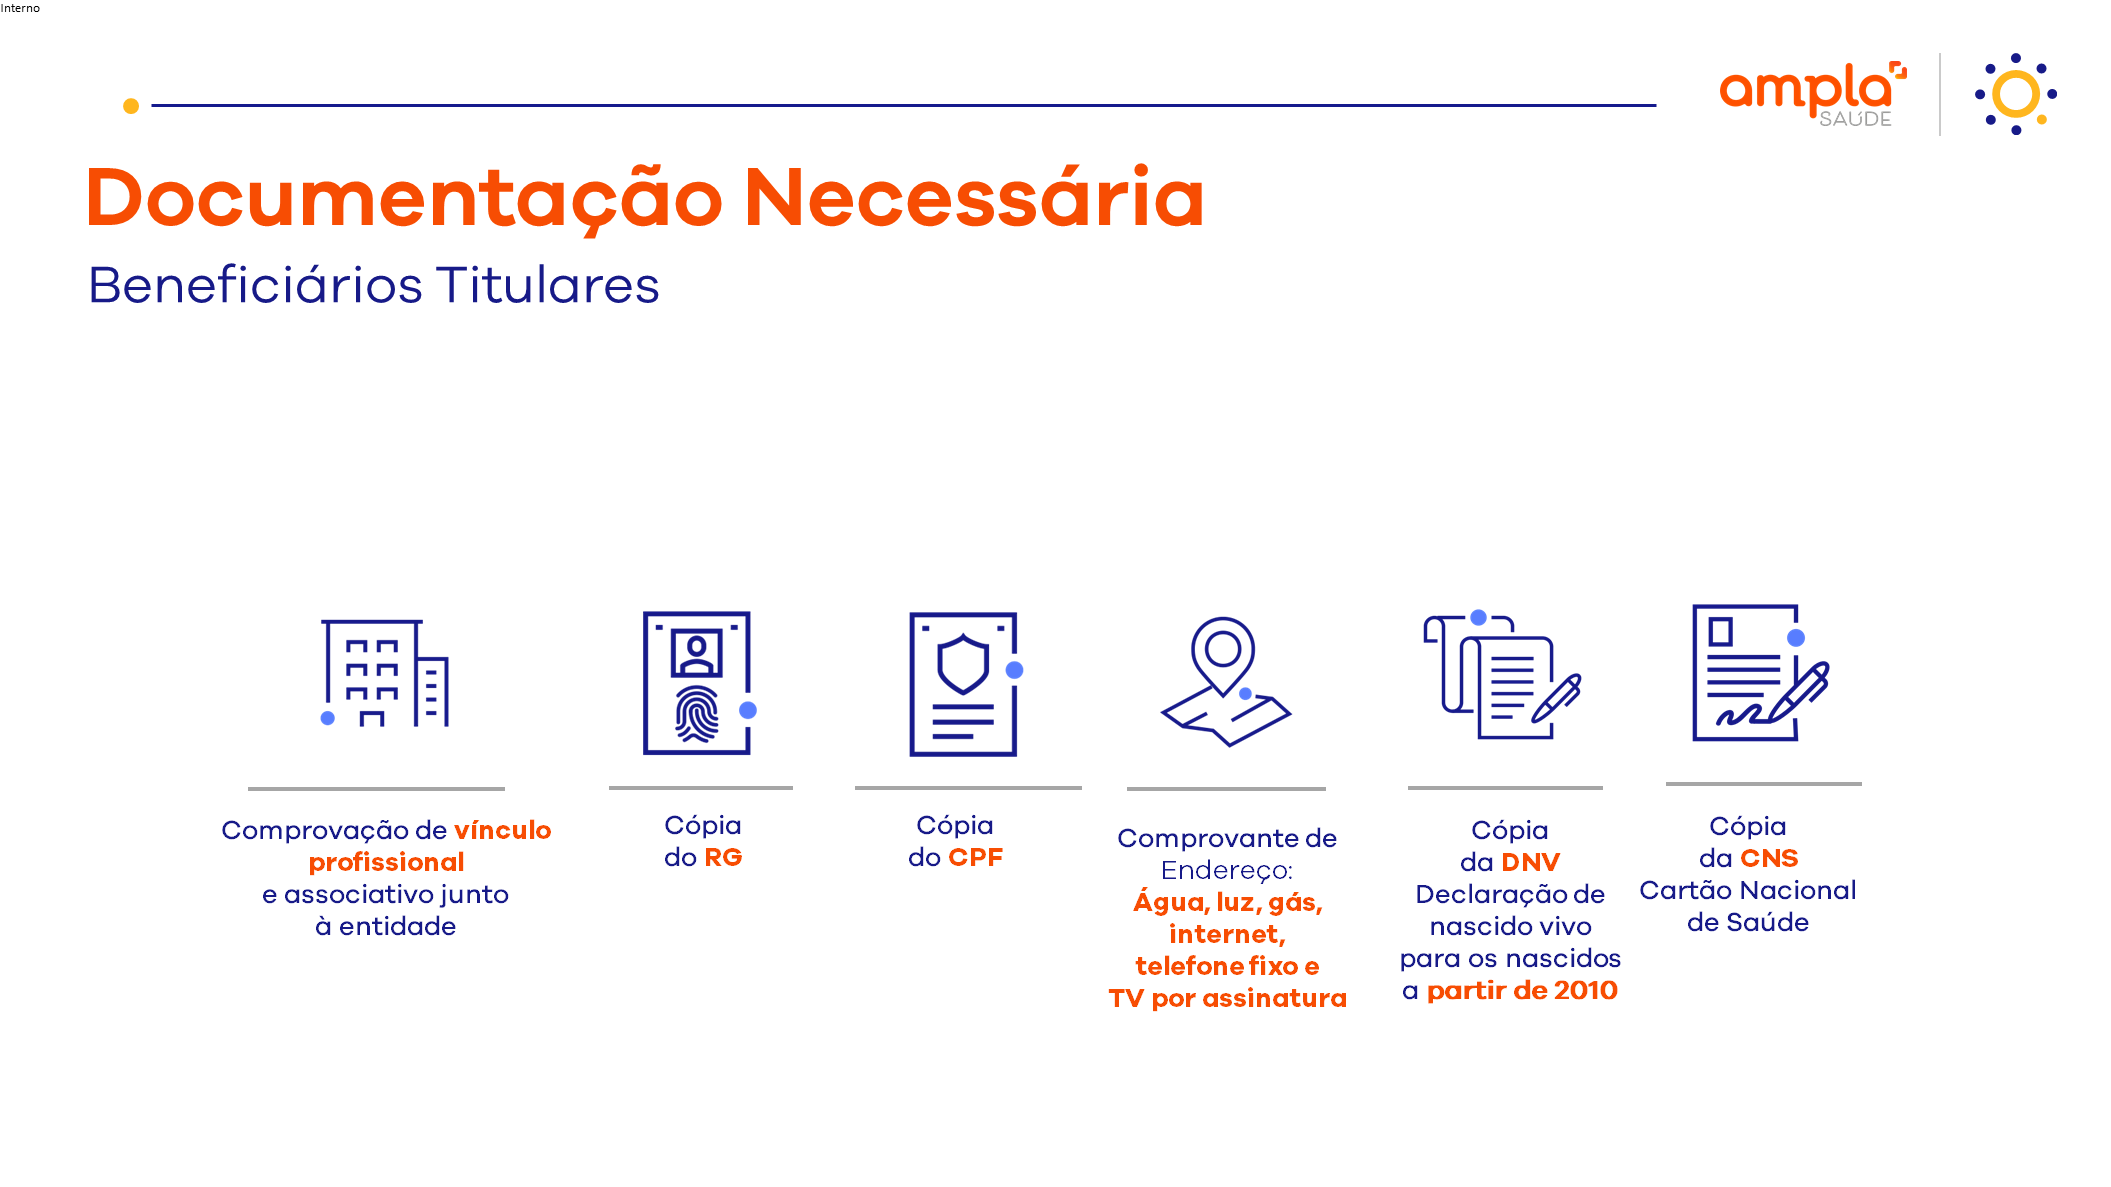 Interno
ampla
SAÚDE
Documentação Necessária
Beneficiários Titulares
Comprovação de vínculo
profissional
e associativo junto
à entidade
Cópia
do RG
Cópia
do CPF
Comprovante de
Endereço:
Água, luz, gás,
internet,
telefone fixo e
TV por assinatura
Cópia
da DNV
Declaração de
nascido vivo
para os nascidos
a partir de 2010
Cópia
da CNS
Cartão Nacional
de Saúde